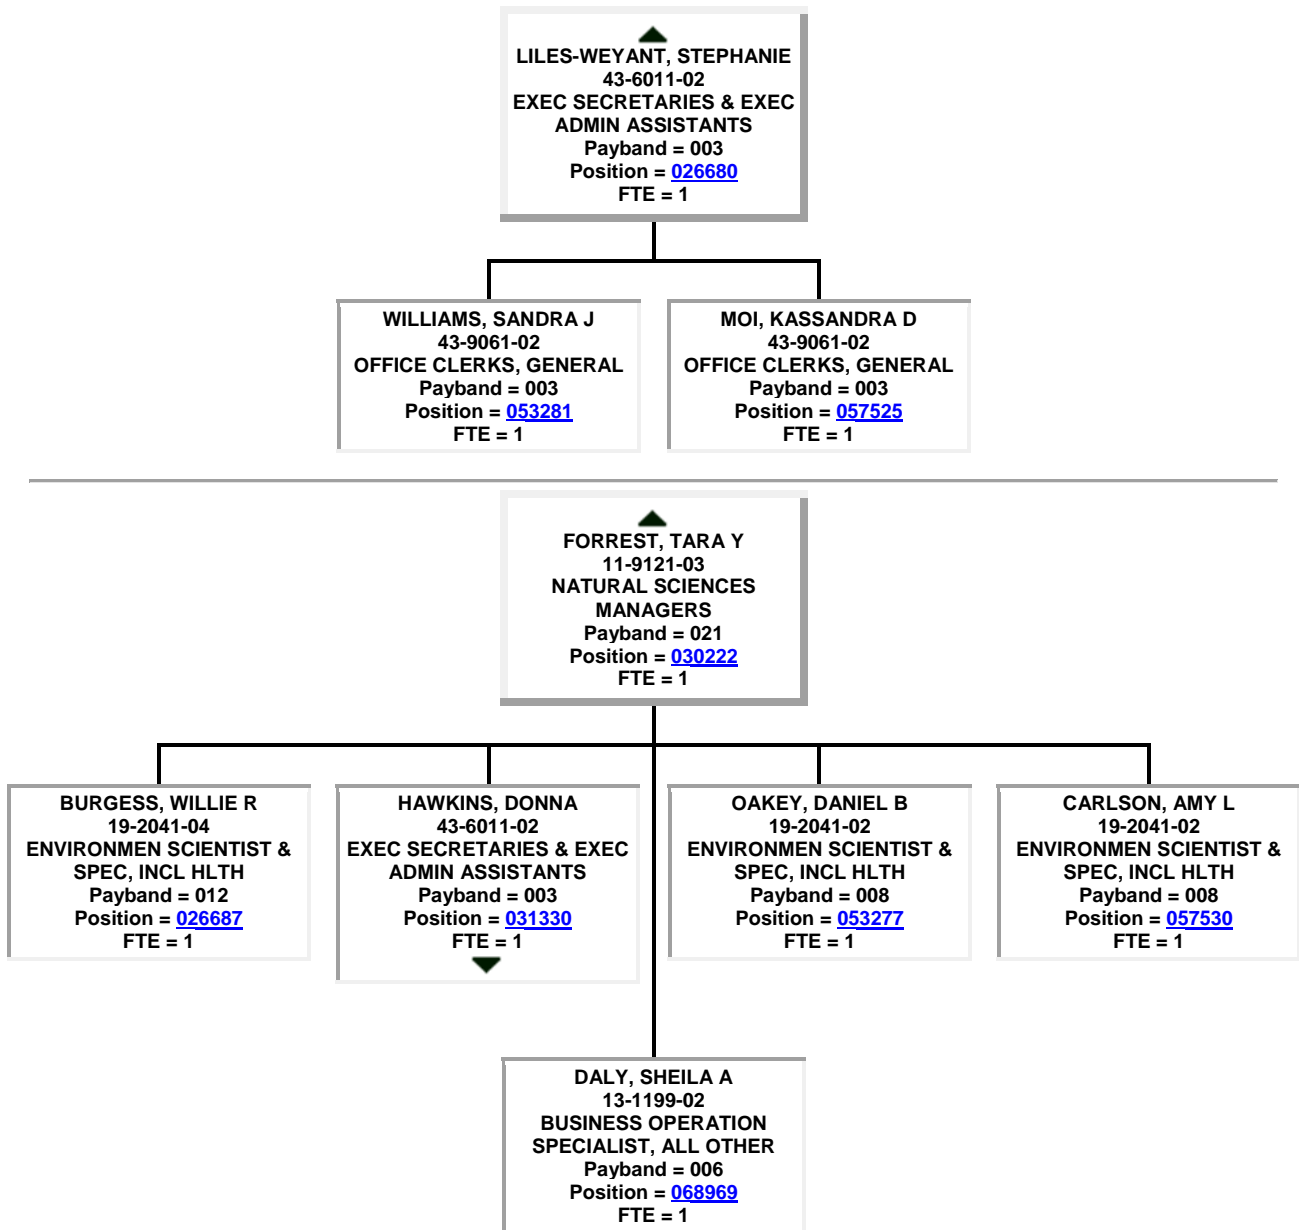 LILES-WEYANT, STEPHANIE
43-6011-02
EXEC SECRETARIES & EXEC
ADMIN ASSISTANTS
Payband = 003
Position = 026680
FTE = 1
WILLIAMS, SANDRA J
43-9061-02
OFFICE CLERKS, GENERAL
Payband = 003
Position = 053281
FTE = 1
MOI, KASSANDRA D
43-9061-02
OFFICE CLERKS, GENERAL
Payband = 003
Position = 057525
FTE = 1
FORREST, TARA Y
11-9121-03
NATURAL SCIENCES
MANAGERS
Payband = 021
Position = 030222
FTE = 1
BURGESS, WILLIE R
19-2041-04
ENVIRONMEN SCIENTIST &
SPEC, INCL HLTH
Payband = 012
Position = 026687
FTE = 1
HAWKINS, DONNA
43-6011-02
EXEC SECRETARIES & EXEC
ADMIN ASSISTANTS
Payband = 003
Position = 031330
FTE = 1
OAKEY, DANIEL B
19-2041-02
ENVIRONMEN SCIENTIST &
SPEC, INCL HLTH
Payband = 008
Position = 053277
FTE = 1
CARLSON, AMY L
19-2041-02
ENVIRONMEN SCIENTIST &
SPEC, INCL HLTH
Payband = 008
Position = 057530
FTE = 1
DALY, SHEILA A
13-1199-02
BUSINESS OPERATION
SPECIALIST, ALL OTHER
Payband = 006
Position = 068969
FTE = 1